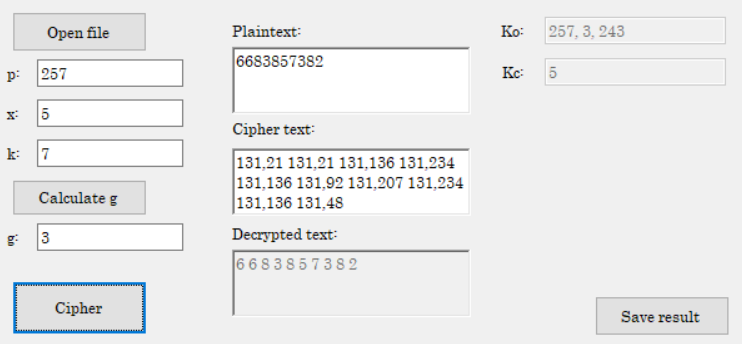 Open file
p: 257
x: 5
k: 7
Calculate g
g: 3
Cipher
Plaintext:
6683857382
Cipher text:
131,21 131,21 131,136 131,234
131,136 131,92 131,207 131,234
131,136 131,48
Decrypted text:
6 6 8 3 8 5 7 3 8 2
Ko: 257, 3, 243
Kc: 5
Save result